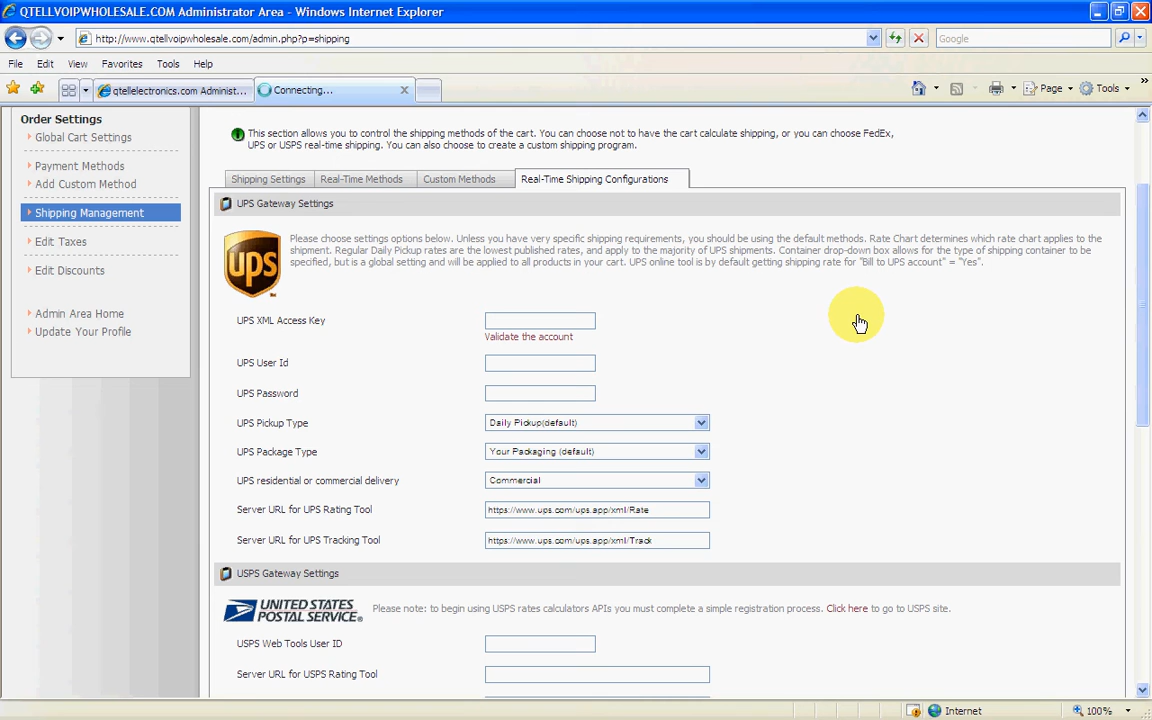 QTELLVOIPWHOLESALE.COM Administrator Area - Windows Internet Explorer
http://www.qtellvoipwholesale.com/admin.php?p=shipping
Google
File Edit View Favorites Tools Help
qtellelectronics.com Administ...
Connecting...
Page
Tools
Order Settings
Global Cart Settings
Payment Methods
Add Custom Method
Shipping Management
Edit Taxes
Edit Discounts
Admin Area Home
Update Your Profile
This section allows you to control the shipping methods of the cart. You can choose not to have the cart calculate shipping, or you can choose FedEx,
UPS or USPS real-time shipping. You can also choose to create a custom shipping program.
Shipping Settings Real-Time Methods Custom Methods Real-Time Shipping Configurations
UPS Gateway Settings
ups
Please choose settings options below. Unless you have very specific shipping requirements, you should be using the default methods. Rate Chart determines which rate chart applies to the
shipment. Regular Daily Pickup rates are the lowest published rates, and apply to the majority of UPS shipments. Container drop-down box allows for the type of shipping container to be
specified, but is a global setting and will be applied to all products in your cart. UPS online tool is by default getting shipping rate for "Bill to UPS account" = "Yes".
UPS XML Access Key
Validate the account
UPS User Id
UPS Password
UPS Pickup Type Daily Pickup(default)
UPS Package Type Your Packaging (default)
UPS residential or commercial delivery Commercial
Server URL for UPS Rating Tool https://www.ups.com/ups.app/xml/Rate
Server URL for UPS Tracking Tool https://www.ups.com/ups.app/xml/Track
USPS Gateway Settings
UNITED STATES
POSTAL SERVICE®
Please note: to begin using USPS rates calculators APIs you must complete a simple registration process. Click here to go to USPS site.
USPS Web Tools User ID
Server URL for USPS Rating Tool
Internet
100%